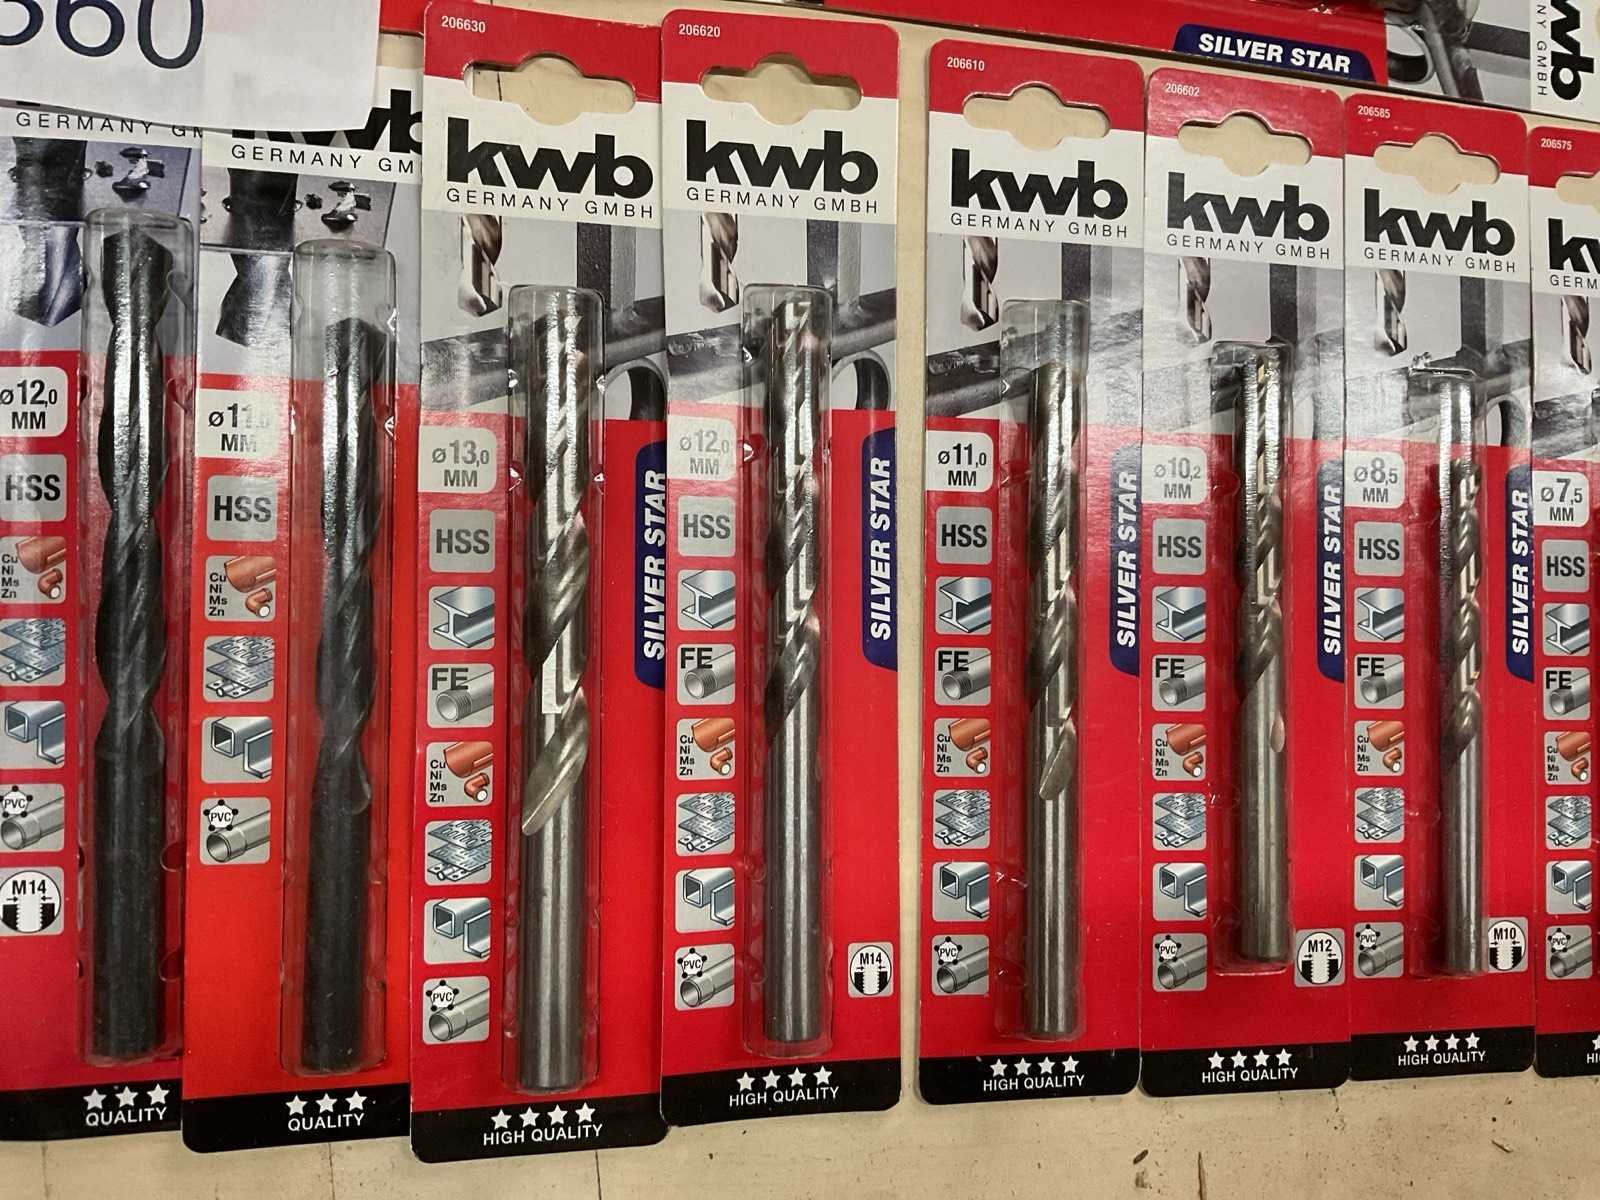 360
SILVER STAR
NY GMBH
GERMANY GM
ø12,0
MM
HSS
Cu
Ni
Ms
Zn
PVC
M14
QUALITY
kwb
GERMANY GM
ø11,0
MM
HSS
Cu
Ni
Ms
Zn
PVC
QUALITY
206630
kwb
GERMANY GMBH
ø13,0
MM
HSS
FE
Cu
Ni
Ms
Zn
PVC
SILVER STAR
HIGH QUALITY
206620
kwb
GERMANY GMBH
ø12,0
MM
HSS
FE
Cu
Ni
Ms
Zn
PVC
SILVER STAR
M14
HIGH QUALITY
206610
kwb
GERMANY GMBH
ø11,0
MM
HSS
FE
Cu
Ni
Ms
Zn
PVC
SILVER STAR
HIGH QUALITY
206602
kwb
GERMANY GMBH
ø10,2
MM
HSS
FE
Cu
Ni
Ms
Zn
PVC
SILVER STAR
M12
HIGH QUALITY
206585
kwb
GERMANY GMBH
ø8,5
MM
HSS
FE
Cu
Ni
Ms
Zn
PVC
SILVER STAR
M10
HIGH QUALITY
206575
GERM
ø7,5
MM
HSS
FE
Cu
Ni
Ms
Zn
PVC